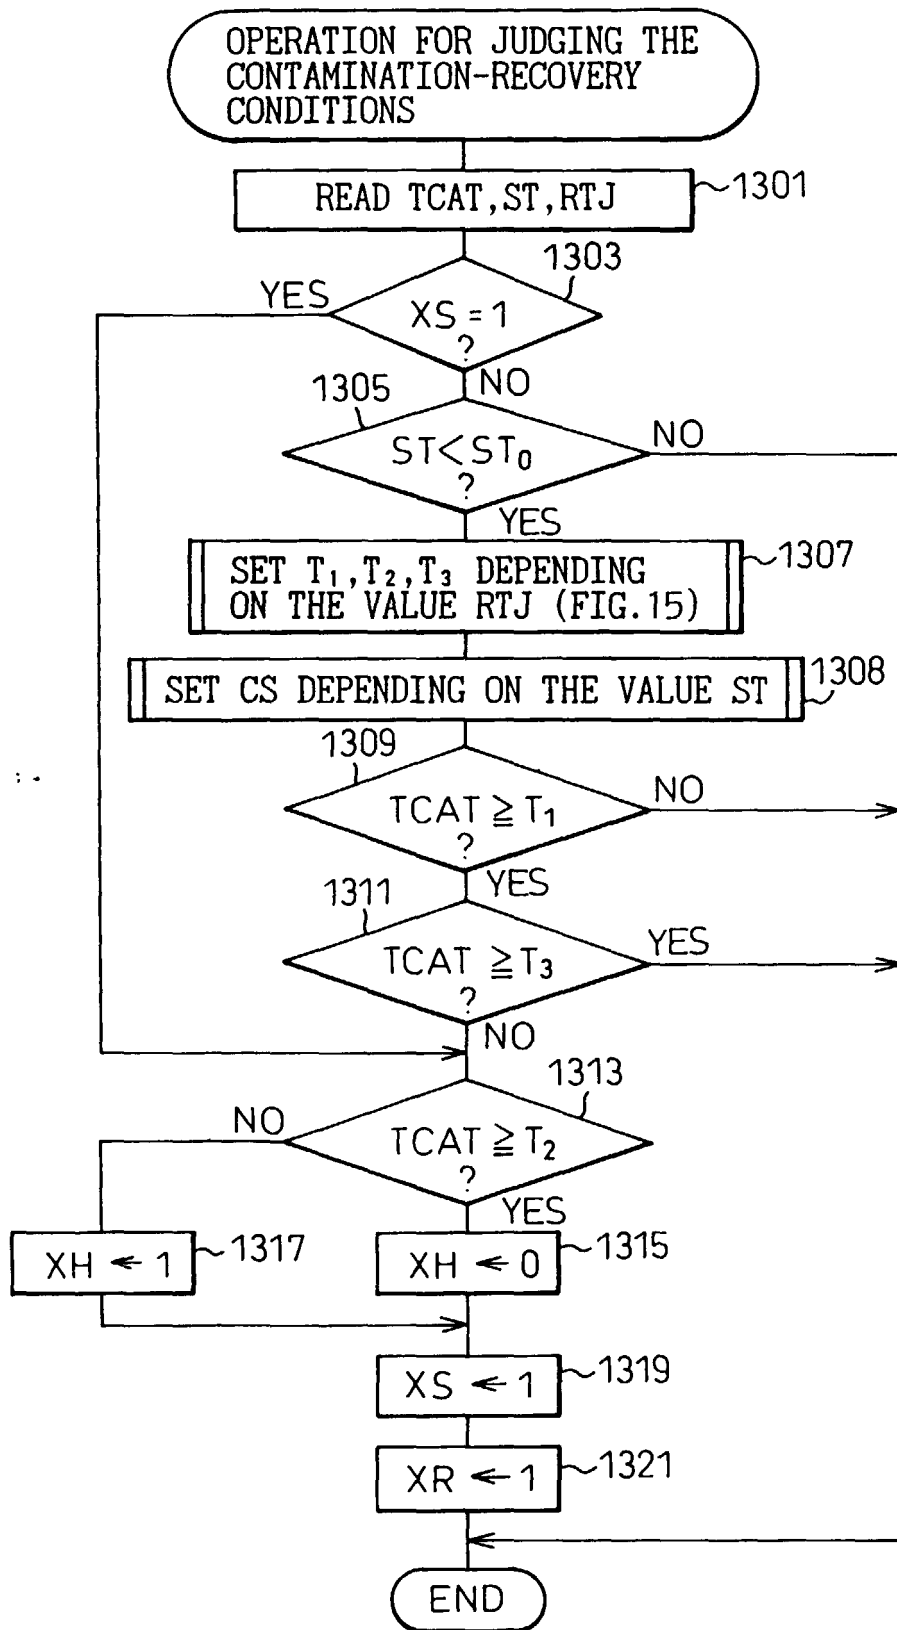 OPERATION FOR JUDGING THE
CONTAMINATION-RECOVERY
CONDITIONS
READ TCAT,ST,RTJ
1301
1303
YES
XS = 1
?
NO
1305
NO
ST<ST₀
?
YES
1307
SET T₁,T₂,T₃ DEPENDING
ON THE VALUE RTJ (FIG.15)
SET CS DEPENDING ON THE VALUE ST
1308
1309
NO
TCAT ≧ T₁
?
YES
1311
YES
TCAT ≧ T₃
?
NO
1313
NO
TCAT ≧ T₂
?
YES
XH ← 1
1317
XH ← 0
1315
XS ← 1
1319
XR ← 1
1321
END